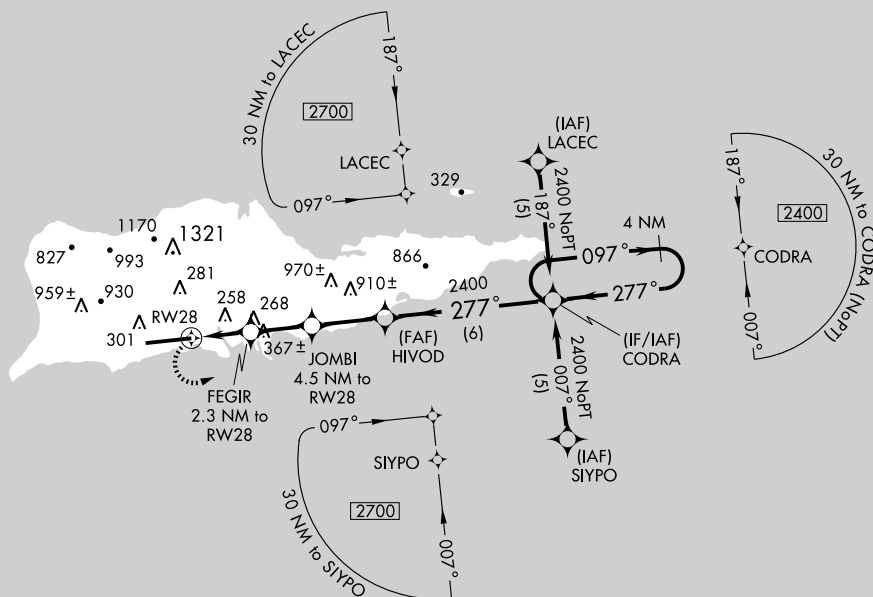 30 NM to LACEC
187°
2700
LACEC
097°
329
(IAF)
LACEC
2400 NoPT
187°
(5)
4 NM
097°
277°
187°
30 NM to CODRA (NoPT)
2400
CODRA
007°
1170
1321
827
993
281
970±
866
910±
959±
930
258
268
2400
277°
(6)
RW28
301
367±
JOMBI
4.5 NM to
RW28
(FAF)
HIVOD
(IF/IAF)
CODRA
FEGIR
2.3 NM to
RW28
2400 NoPT
007°
(5)
(IAF)
SIYPO
097°
SIYPO
30 NM to SIYPO
2700
007°